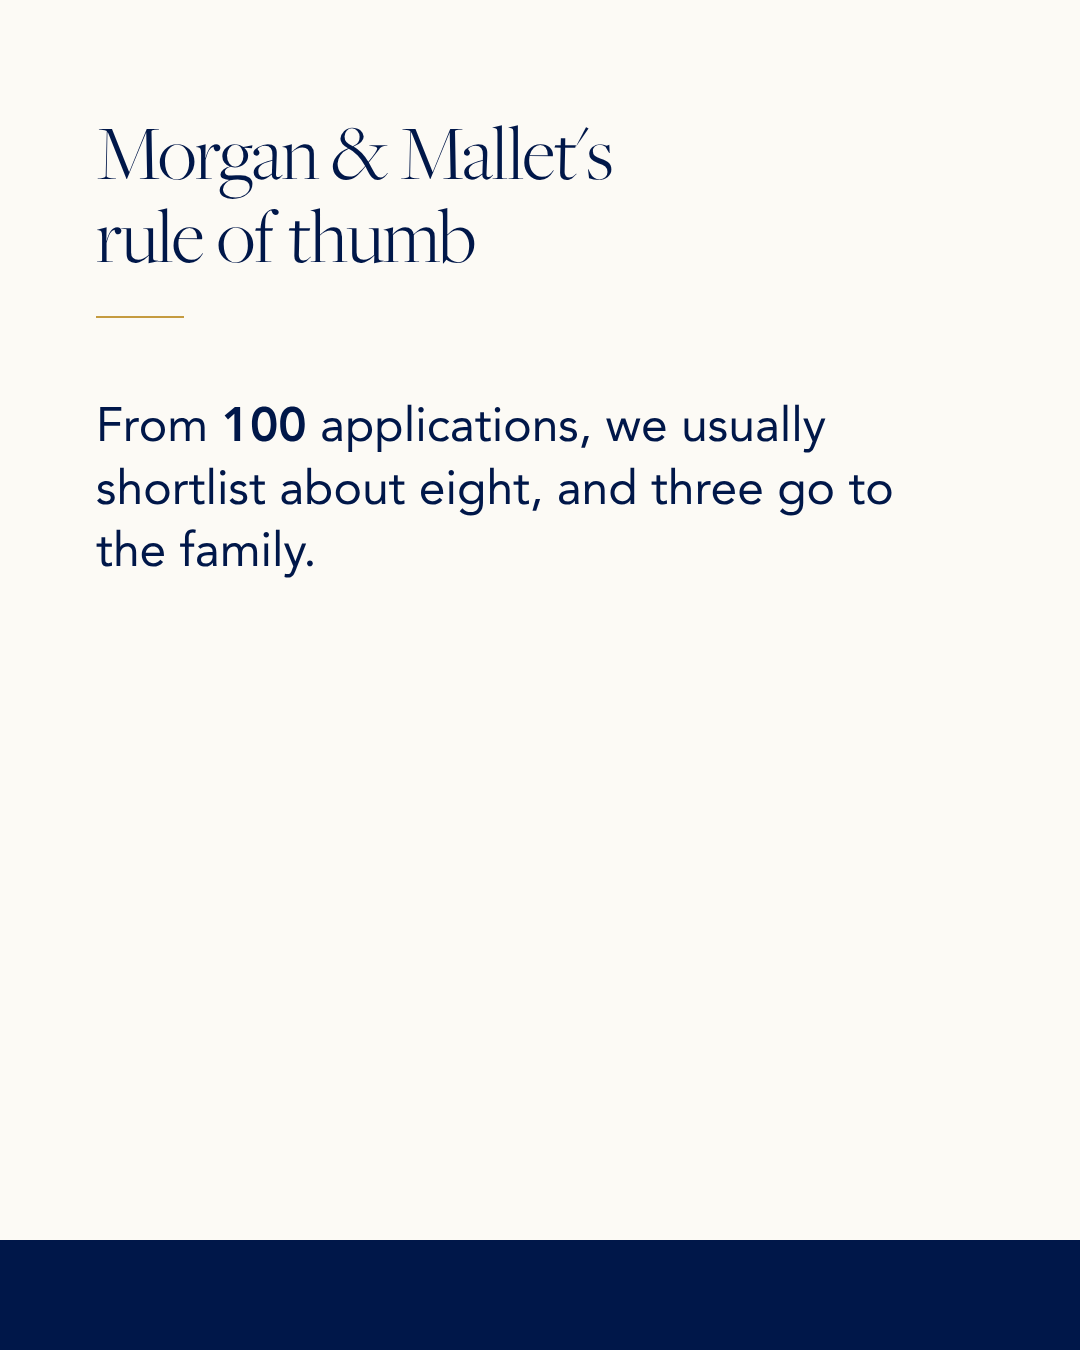 Morgan & Mallet's
rule of thumb
From 100 applications, we usually
shortlist about eight, and three go to
the family.